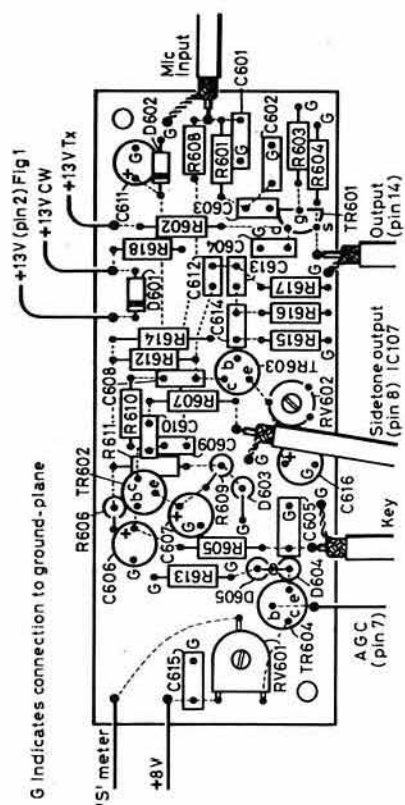 G Indicates connection to ground-plane
'S' meter
+8V
+13V (pin 2) Fig 1
+13V CW
+13V Tx
Mic
Input
C615
G
RV601
R606
C606
G
+
R613
TR602
c
b
e
C607
G
+
R605
D605
D604
b
c
e
TR604
AGC
(pin 7)
R611
R610
C608
C610
C609
R609
G
D603
G
C605
G
Key
C616
G
+
G
R612
R614
R607
TR603
c
b
e
RV602
Sidetone output
(pin 8) IC107
D601
R618
C612
C614
C613
R615
R616
R617
G
C611
G
+
D602
G
R602
R608
R601
C601
G
G
C602
G
C603
C604
G
R603
G
R604
G
d
g
s
TR601
G
Output
(pin 14)